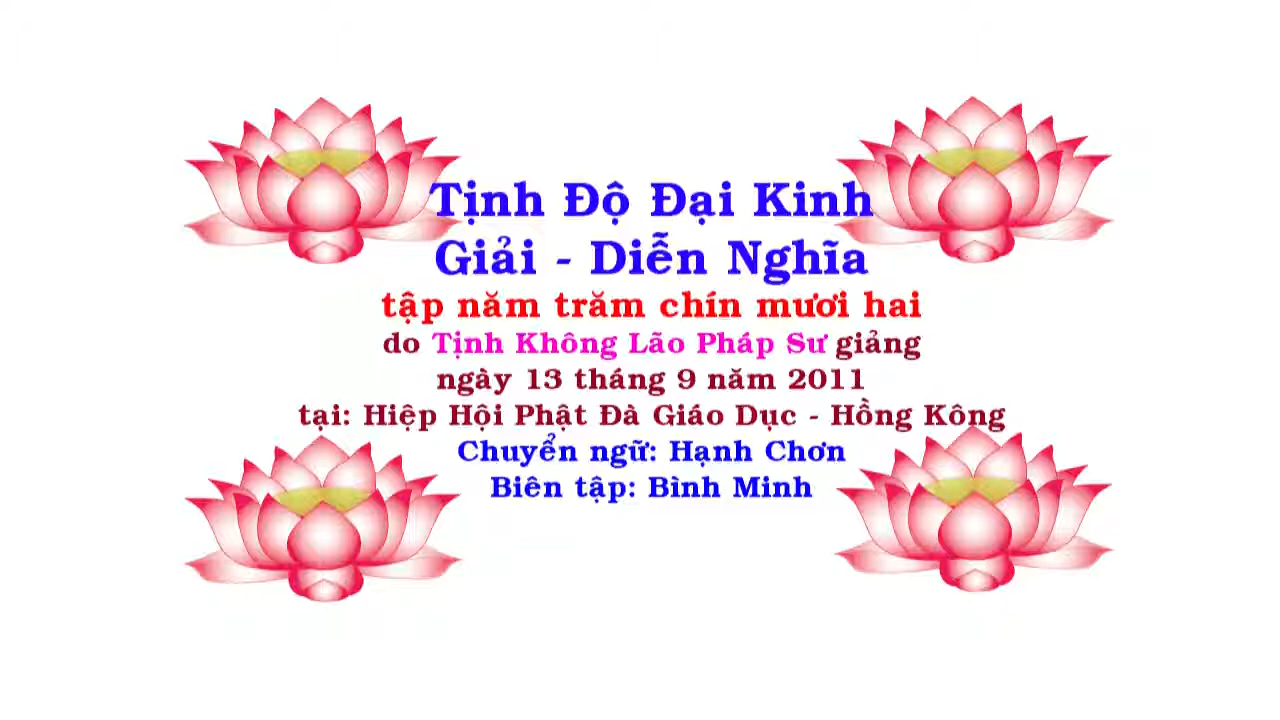 Tịnh Độ Đại Kinh
Giải - Diễn Nghĩa
tập năm trăm chín mươi hai
do Tịnh Không Lão Pháp Sư giảng
ngày 13 tháng 9 năm 2011
tại: Hiệp Hội Phật Đà Giáo Dục - Hồng Kông
Chuyển ngữ: Hạnh Chơn
Biên tập: Bình Minh